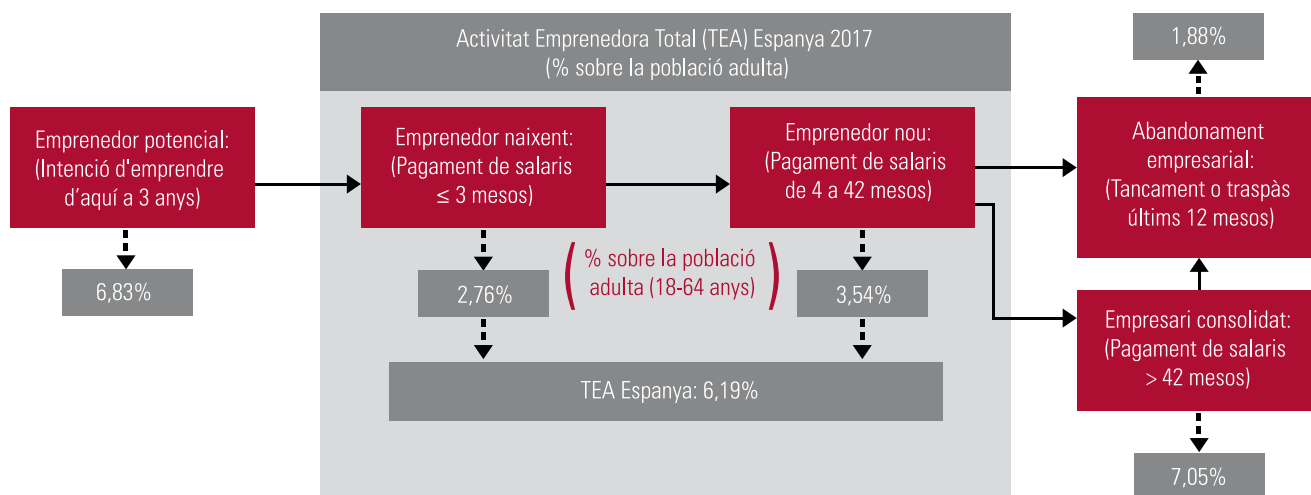 Activitat Emprenedora Total (TEA) Espanya 2017
(% sobre la població adulta)
Emprenedor potencial:
(Intenció d'emprendre
d’aquí a 3 anys)
6,83%
Emprenedor naixent:
(Pagament de salaris
≤ 3 mesos)
2,76%
(% sobre la població
adulta (18-64 anys))
Emprenedor nou:
(Pagament de salaris
de 4 a 42 mesos)
3,54%
TEA Espanya: 6,19%
1,88%
Abandonament
empresarial:
(Tancament o traspàs
últims 12 mesos)
Empresari consolidat:
(Pagament de salaris
> 42 mesos)
7,05%